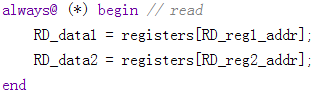 always@ (*) begin // read
    RD_data1 = registers[RD_reg1_addr];
    RD_data2 = registers[RD_reg2_addr];
end